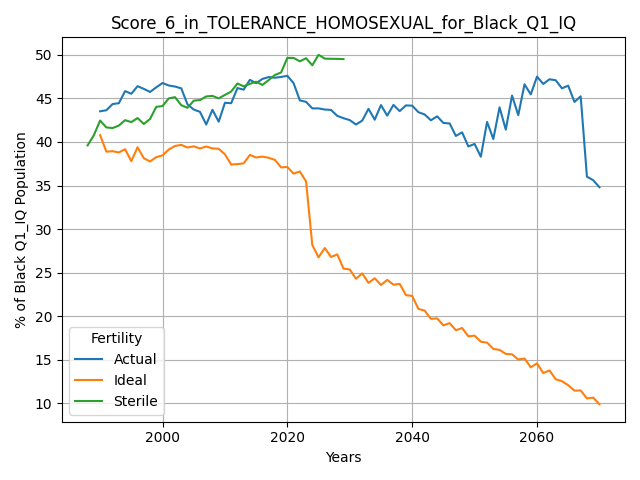 Score_6_in_TOLERANCE_HOMOSEXUAL_for_Black_Q1_IQ
% of Black Q1_IQ Population
50
45
40
35
30
25
20
15
10
Fertility
Actual
Ideal
Sterile
2000
2020
2040
2060
Years